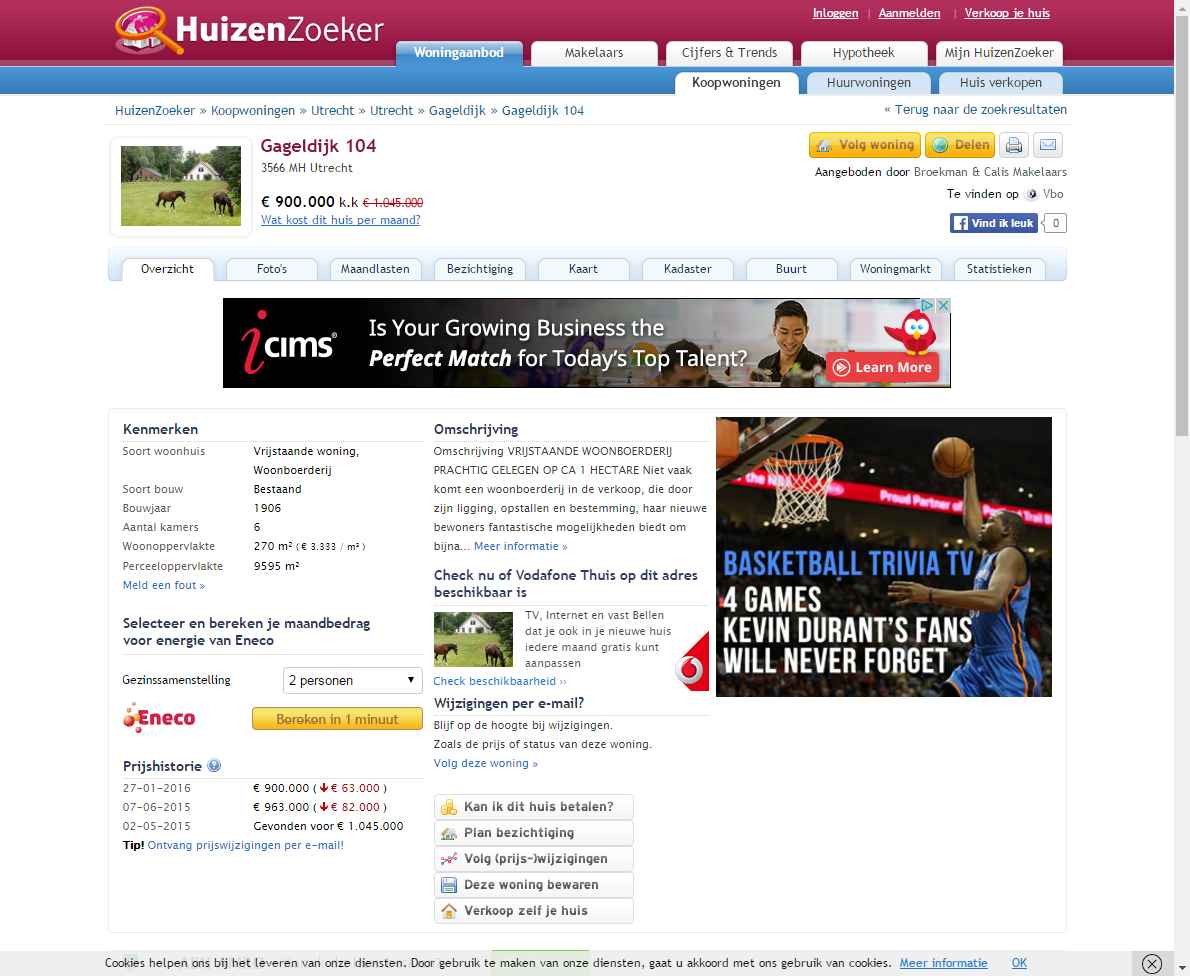 HuizenZoeker
Inloggen | Aanmelden | Verkoop je huis
Woningaanbod Makelaars Cijfers & Trends Hypotheek Mijn HuizenZoeker
Koopwoningen Huurwoningen Huis verkopen
HuizenZoeker » Koopwoningen » Utrecht » Utrecht » Gageldijk » Gageldijk 104
« Terug naar de zoekresultaten
Gageldijk 104
3566 MH Utrecht
€ 900.000 k.k € 1.045.000
Wat kost dit huis per maand?
Volg woning Delen
Aangeboden door Broekman & Calis Makelaars
Te vinden op Vbo
Vind ik leuk 0
Overzicht Foto's Maandlasten Bezichtiging Kaart Kadaster Buurt Woningmarkt Statistieken
icims®
Is Your Growing Business the
Perfect Match for Today's Top Talent?
Learn More
Kenmerken
Soort woonhuis Vrijstaande woning,
Woonboerderij
Soort bouw Bestaand
Bouwjaar 1906
Aantal kamers 6
Woonoppervlakte 270 m² ( € 3.333 / m² )
Perceeloppervlakte 9595 m²
Meld een fout »
Selecteer en bereken je maandbedrag
voor energie van Eneco
Gezinssamenstelling 2 personen
Eneco Bereken in 1 minuut
Prijshistorie ?
27-01-2016 € 900.000 ( € 63.000 )
07-06-2015 € 963.000 ( € 82.000 )
02-05-2015 Gevonden voor € 1.045.000
Tip! Ontvang prijswijzigingen per e-mail!
Omschrijving
Omschrijving VRIJSTAANDE WOONBOERDERIJ
PRACHTIG GELEGEN OP CA 1 HECTARE Niet vaak
komt een woonboerderij in de verkoop, die door
zijn ligging, opstallen en bestemming, haar nieuwe
bewoners fantastische mogelijkheden biedt om
bijna... Meer informatie »
Check nu of Vodafone Thuis op dit adres
beschikbaar is
TV, Internet en vast Bellen
dat je ook in je nieuwe huis
iedere maand gratis kunt
aanpassen
Check beschikbaarheid ››
Wijzigingen per e-mail?
Blijf op de hoogte bij wijzigingen.
Zoals de prijs of status van deze woning.
Volg deze woning »
Kan ik dit huis betalen?
Plan bezichtiging
Volg (prijs-)wijzigingen
Deze woning bewaren
Verkoop zelf je huis
the NBA
Proud Partner of
BASKETBALL TRIVIA TV
4 GAMES
KEVIN DURANT'S FANS
WILL NEVER FORGET
Cookies helpen ons bij het leveren van onze diensten. Door gebruik te maken van onze diensten, gaat u akkoord met ons gebruik van cookies. Meer informatie OK